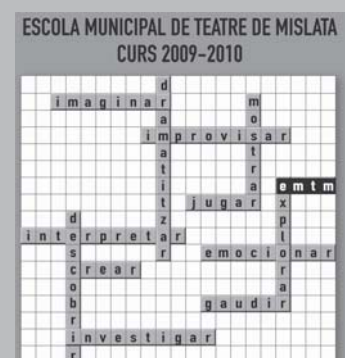 ESCOLA MUNICIPAL DE TEATRE DE MISLATA
CURS 2009-2010
dramatitzar
imaginar
mostrar
improvisar
emtm
explorar
jugar
descobrir
interpretar
emocionar
crear
gaudir
investigar